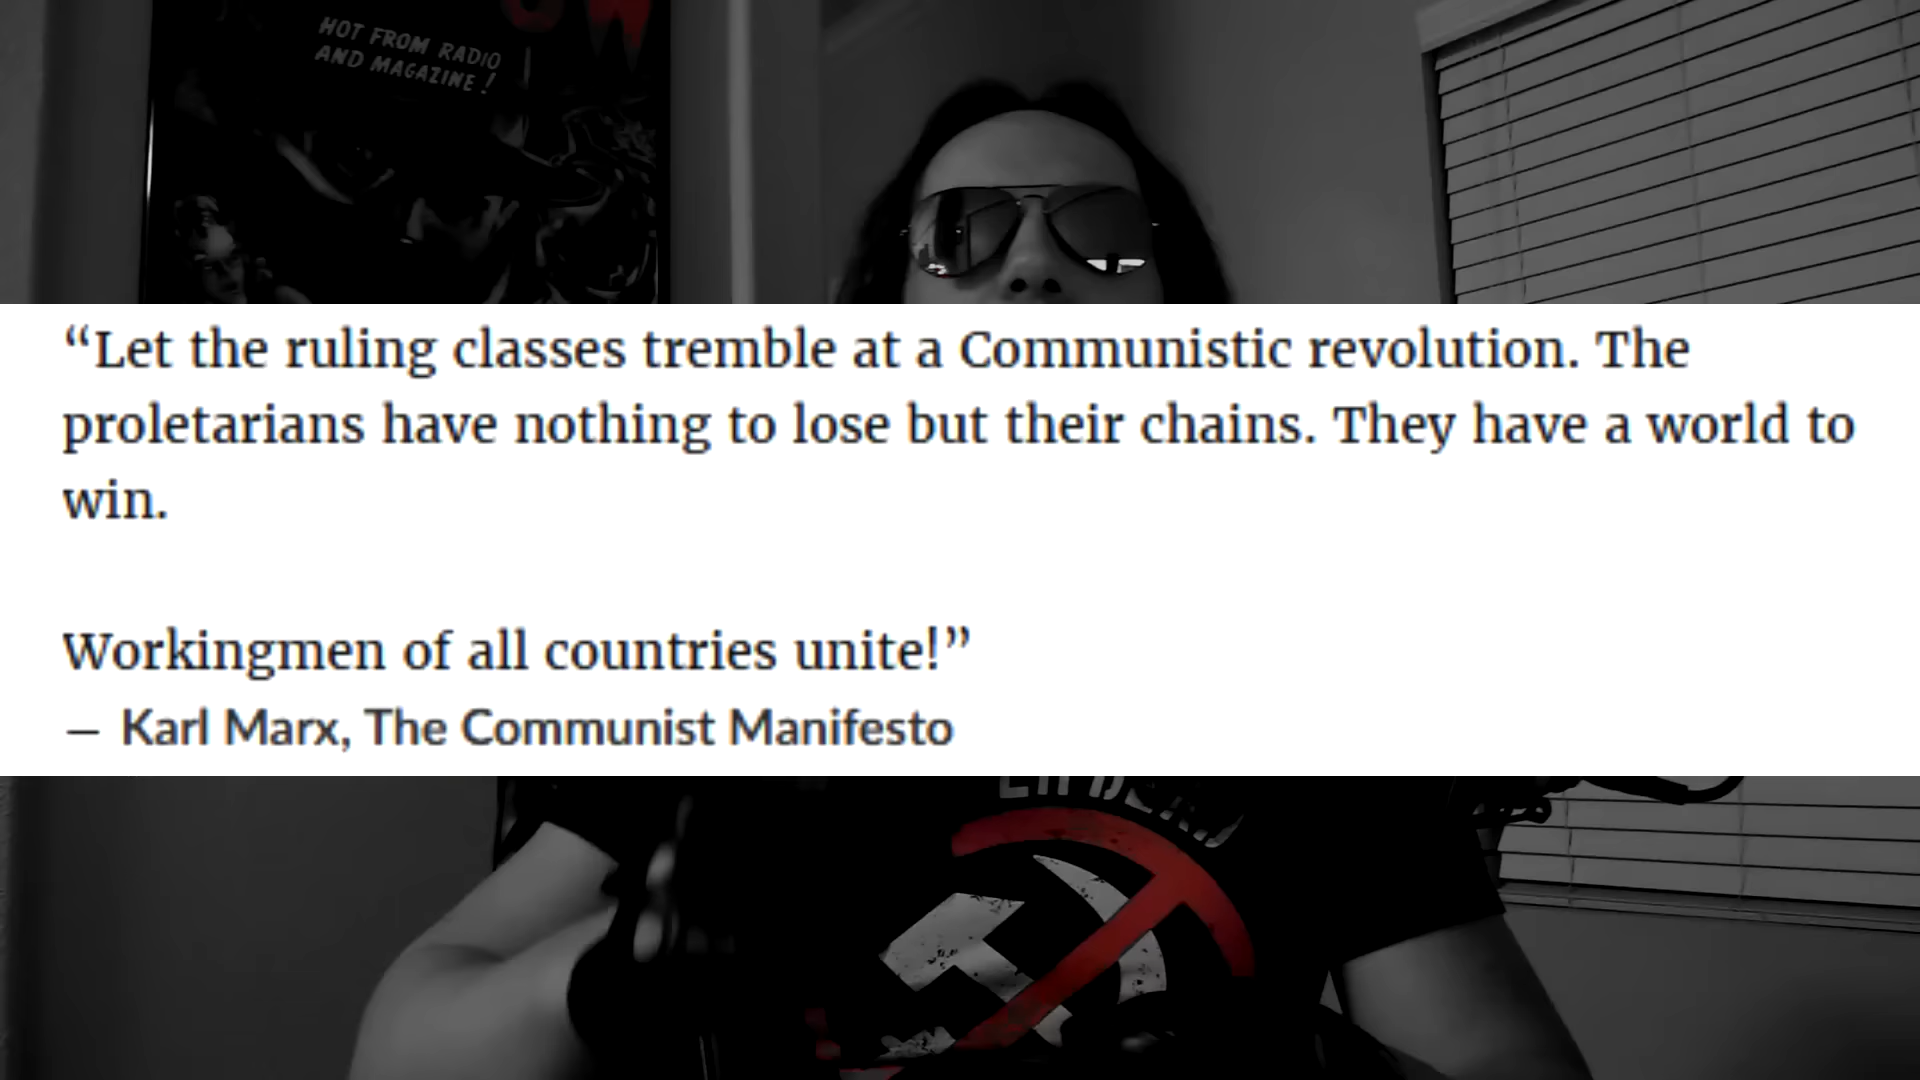 HOT FROM RADIO
AND MAGAZINE !
“Let the ruling classes tremble at a Communistic revolution. The
proletarians have nothing to lose but their chains. They have a world to
win.
Workingmen of all countries unite!”
— Karl Marx, The Communist Manifesto